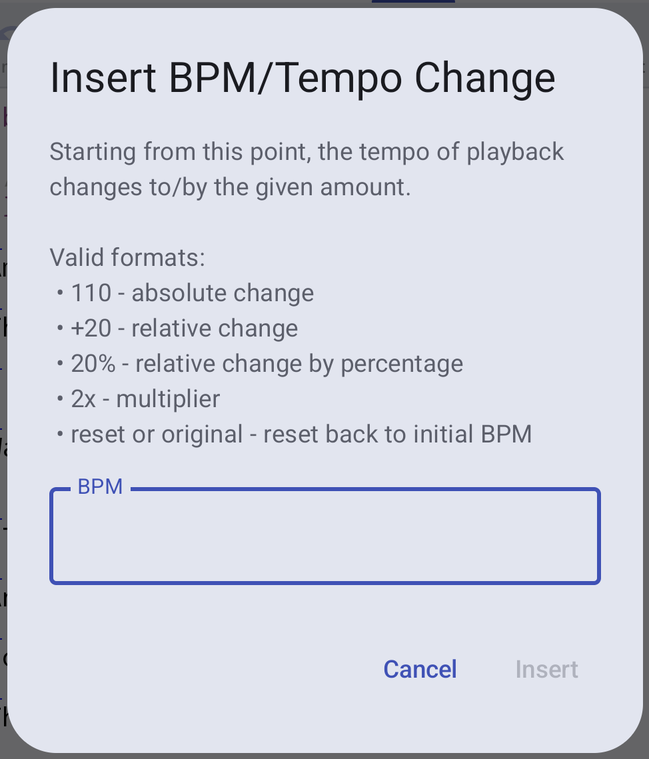 Insert BPM/Tempo Change
Starting from this point, the tempo of playback
changes to/by the given amount.
Valid formats:
• 110 - absolute change
• +20 - relative change
• 20% - relative change by percentage
• 2x - multiplier
• reset or original - reset back to initial BPM
BPM
Cancel
Insert